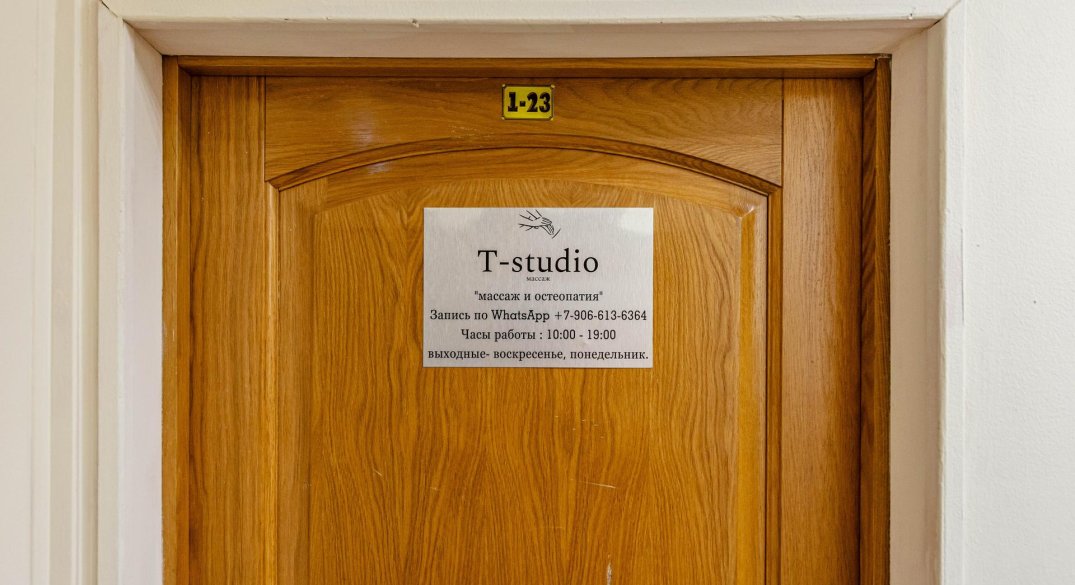 1-23
T-studio
массаж
"массаж и остеопатия"
Запись по WhatsApp +7-906-613-6364
Часы работы : 10:00 - 19:00
выходные- воскресенье, понедельник.